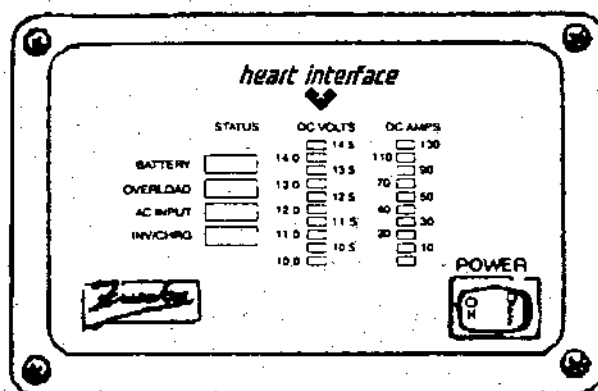 heart interface
STATUS DC VOLTS DC AMPS
14.5 130
14.0 110
BATTERY 13.5 90
OVERLOAD 13.0 70
12.5 50
AC INPUT 12.0 40
11.5 30
INV/CHRG 11.0 20
10.5 10
10.0
POWER